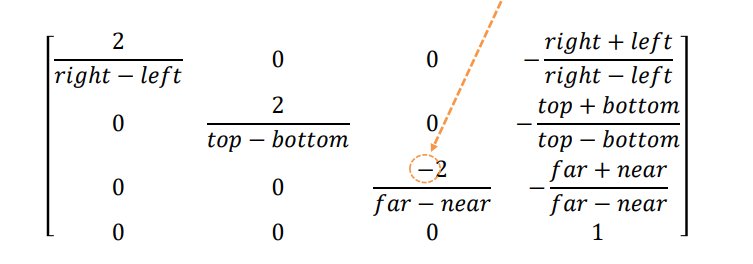 2/(right − left) 0 0 −(right + left)/(right − left)
0 2/(top − bottom) 0 −(top + bottom)/(top − bottom)
0 0 −2/(far − near) −(far + near)/(far − near)
0 0 0 1